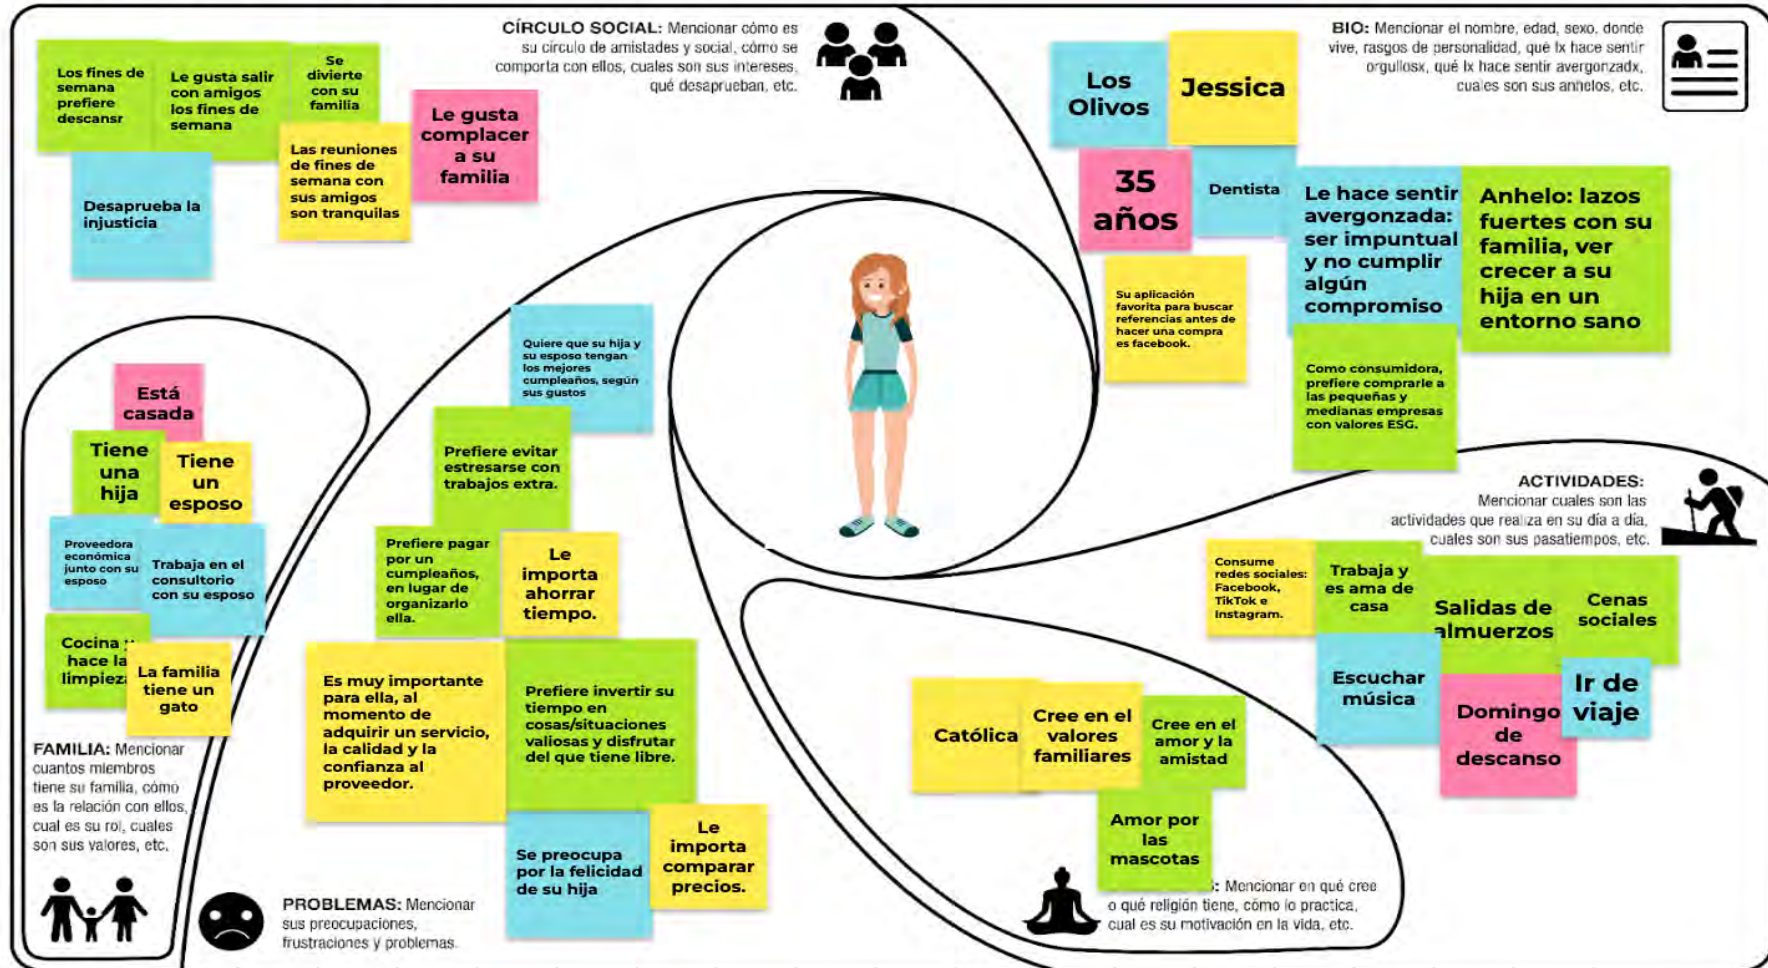 CÍRCULO SOCIAL: Mencionar cómo es
su círculo de amistades y social, cómo se
comporta con ellos, cuales son sus intereses,
qué desaprueban, etc.
Los fines de
semana
prefiere
descansr
Le gusta salir
con amigos
los fines de
semana
Se
divierte
con su
familia
Las reuniones
de fines de
semana con
sus amigos
son tranquilas
Le gusta
complacer
a su
familia
Desaprueba la
injusticia
BIO: Mencionar el nombre, edad, sexo, donde
vive, rasgos de personalidad, qué lx hace sentir
orgullosx, qué lx hace sentir avergonzadx,
cuales son sus anhelos, etc.
Los
Olivos
Jessica
35
años
Dentista
Le hace sentir
avergonzada:
ser impuntual
y no cumplir
algún
compromiso
Anhelo: lazos
fuertes con su
familia, ver
crecer a su
hija en un
entorno sano
Su aplicación
favorita para buscar
referencias antes de
hacer una compra
es facebook.
Como consumidora,
prefiere comprarle a
las pequeñas y
medianas empresas
con valores ESG.
Está
casada
Tiene
una
hija
Tiene
un
esposo
Proveedora
económica
junto con su
esposo
Trabaja en el
consultorio
con su esposo
Cocina y
hace la
limpieza
La familia
tiene un
gato
FAMILIA: Mencionar
cuantos miembros
tiene su familia, cómo
es la relación con ellos,
cual es su rol, cuales
son sus valores, etc.
Quiere que su hija y
su esposo tengan
los mejores
cumpleaños, según
sus gustos
Prefiere evitar
estresarse con
trabajos extra.
Prefiere pagar
por un
cumpleaños,
en lugar de
organizarlo
ella.
Le
importa
ahorrar
tiempo.
Es muy importante
para ella, al
momento de
adquirir un servicio,
la calidad y la
confianza al
proveedor.
Prefiere invertir su
tiempo en
cosas/situaciones
valiosas y disfrutar
del que tiene libre.
Se preocupa
por la felicidad
de su hija
Le
importa
comparar
precios.
PROBLEMAS: Mencionar
sus preocupaciones,
frustraciones y problemas.
ACTIVIDADES:
Mencionar cuales son las
actividades que realiza en su día a día,
cuales son sus pasatiempos, etc.
Consume
redes sociales:
Facebook,
TikTok e
Instagram.
Trabaja y
es ama de
casa
Salidas de
almuerzos
Cenas
sociales
Escuchar
música
Domingo
de
descanso
Ir de
viaje
Católica
Cree en el
valores
familiares
Cree en el
amor y la
amistad
Amor por
las
mascotas
: Mencionar en qué cree
o qué religión tiene, cómo lo practica,
cual es su motivación en la vida, etc.